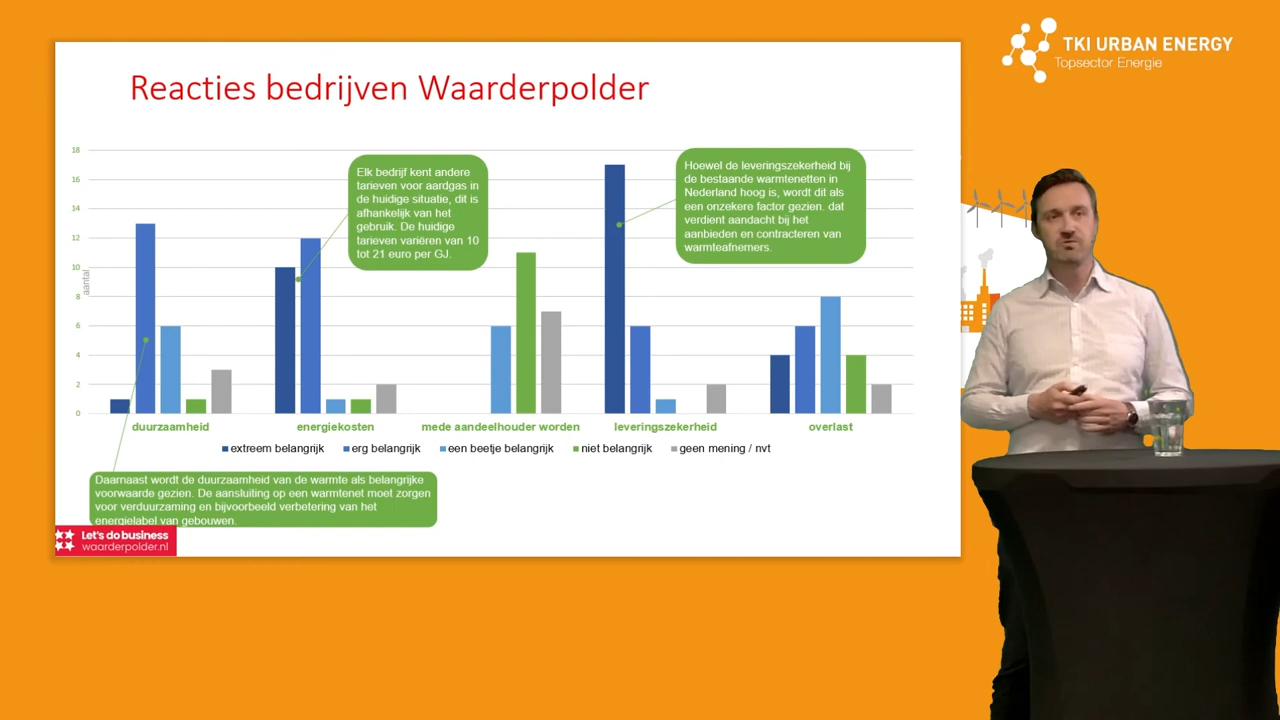 TKI URBAN ENERGY
Topsector Energie
Reacties bedrijven Waarderpolder
18
16
14
12
10
8
6
4
2
0
aantal
Elk bedrijf kent andere
tarieven voor aardgas in
de huidige situatie, dit is
afhankelijk van het
gebruik. De huidige
tarieven variëren van 10
tot 21 euro per GJ.
Hoewel de leveringszekerheid bij
de bestaande warmtenetten in
Nederland hoog is, wordt dit als
een onzekere factor gezien. dat
verdient aandacht bij het
aanbieden en contracteren van
warmteafnemers.
duurzaamheid energiekosten mede aandeelhouder worden leveringszekerheid overlast
extreem belangrijk erg belangrijk een beetje belangrijk niet belangrijk geen mening / nvt
Daarnaast wordt de duurzaamheid van de warmte als belangrijke
voorwaarde gezien. De aansluiting op een warmtenet moet zorgen
voor verduurzaming en bijvoorbeeld verbetering van het
energielabel van gebouwen.
Let's do business
waarderpolder.nl